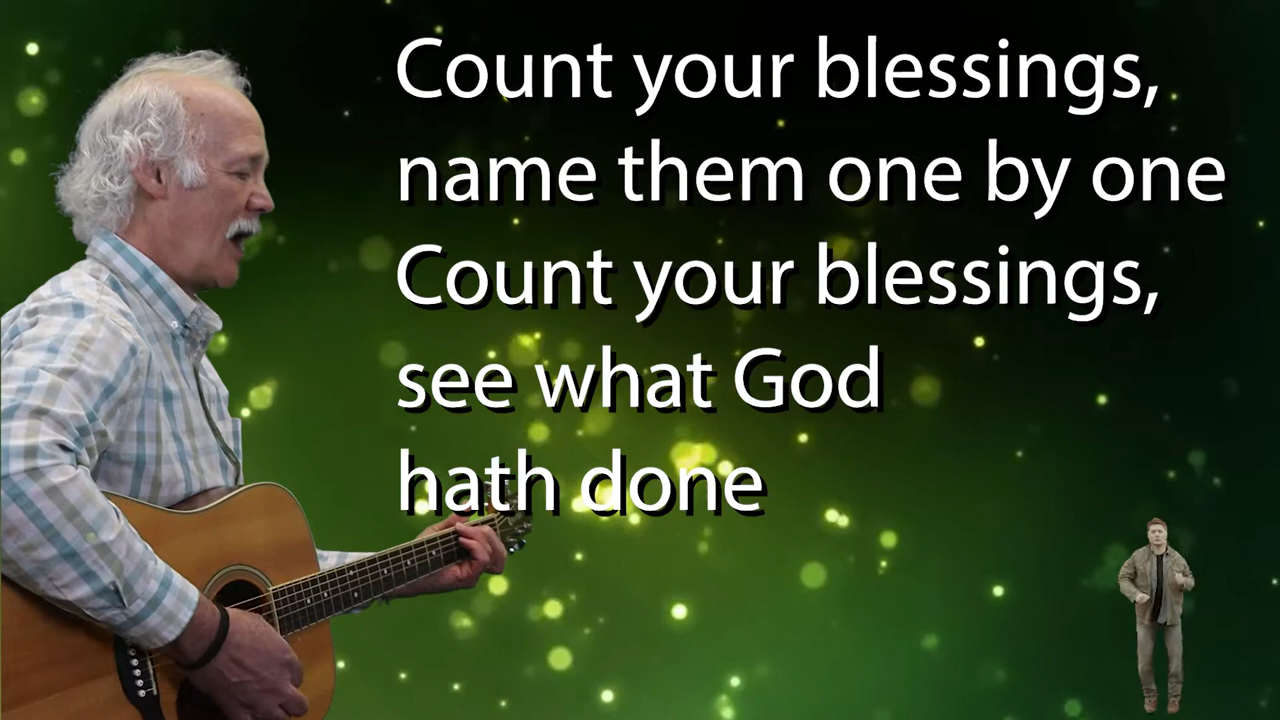 Count your blessings,
name them one by one
Count your blessings,
see what God
hath done